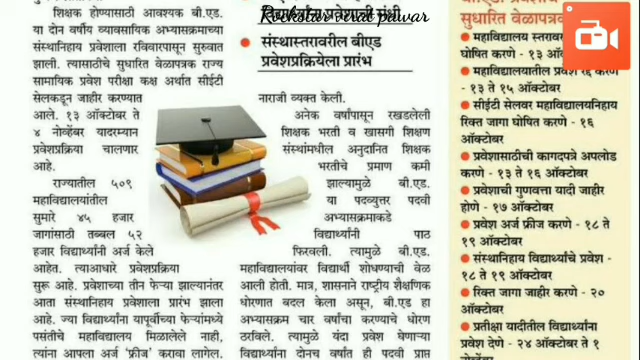 शिक्षक होण्यासाठी आवश्यक बी.एड.
या दोन वर्षीय व्यावसायिक अभ्यासक्रमाच्या
संस्थानिहाय प्रवेशाला रविवारपासून सुरुवात
झाली. त्यासाठीचे सुधारित वेळापत्रक राज्य
सामायिक प्रवेश परीक्षा कक्ष अर्थात सीईटी
सेलकडून जाहीर करण्यात
आले. १३ ऑक्टोबर ते
४ नोव्हेंबर यादरम्यान
प्रवेशप्रक्रिया चालणार
आहे.
राज्यातील ५०९
महाविद्यालयांतील
सुमारे ४५ हजार
जागांसाठी तब्बल ५२
हजार विद्यार्थ्यांनी अर्ज केले
आहेत. त्याआधारे प्रवेशप्रक्रिया
सुरू आहे. प्रवेशाच्या तीन फेऱ्या झाल्यानंतर
आता संस्थानिहाय प्रवेशाला प्रारंभ झाला
आहे. ज्या विद्यार्थ्यांना यापूर्वीच्या फेऱ्यांमध्ये
पसंतीचे महाविद्यालय मिळालेले नाही,
त्यांना आपला अर्ज 'फ्रीज' करावा लागेल.
Rockstar virat pawar
संस्थास्तरावरील बीएड
प्रवेशप्रक्रियेला प्रारंभ
नाराजी व्यक्त केली.
अनेक वर्षांपासून रखडलेली
शिक्षक भरती व खासगी शिक्षण
संस्थांमधील अनुदानित शिक्षक
भरतीचे प्रमाण कमी
झाल्यामुळे बी.एड.
या पदव्युत्तर पदवी
अभ्यासक्रमाकडे
विद्यार्थ्यांनी पाठ
फिरवली. त्यामुळे बी.एड.
महाविद्यालयांवर विद्यार्थी शोधण्याची वेळ
आली होती. मात्र, शासनाने राष्ट्रीय शैक्षणिक
धोरणात बदल केला असून, बी.एड हा
अभ्यासक्रम चार वर्षांचा करण्याचे धोरण
ठरविले. त्यामुळे यंदा प्रवेश घेणाऱ्या
विद्यार्थ्यांना दोनच वर्षांत ही पदवी प्राप्त
सुधारित वेळापत्रक
महाविद्यालय स्तरावर
घोषित करणे - १३
महाविद्यालयातील प्रवेश रद्द करणे
- १३ ते १५ ऑक्टोबर
सीईटी सेलवर महाविद्यालयनिहाय
रिक्त जागा घोषित करणे - १६
ऑक्टोबर
प्रवेशासाठीची कागदपत्रे अपलोड
करणे - १३ ते १६ ऑक्टोबर
प्रवेशाची गुणवत्ता यादी जाहीर
होणे - १७ ऑक्टोबर
प्रवेश अर्ज फ्रीज करणे - १८ ते
१९ ऑक्टोबर
संस्थानिहाय विद्यार्थ्यांचे प्रवेश -
१८ ते १९ ऑक्टोबर
रिक्त जागा जाहीर करणे - २०
ऑक्टोबर
प्रतीक्षा यादीतील विद्यार्थ्यांना
प्रवेश देणे - २४ ऑक्टोबर ते १